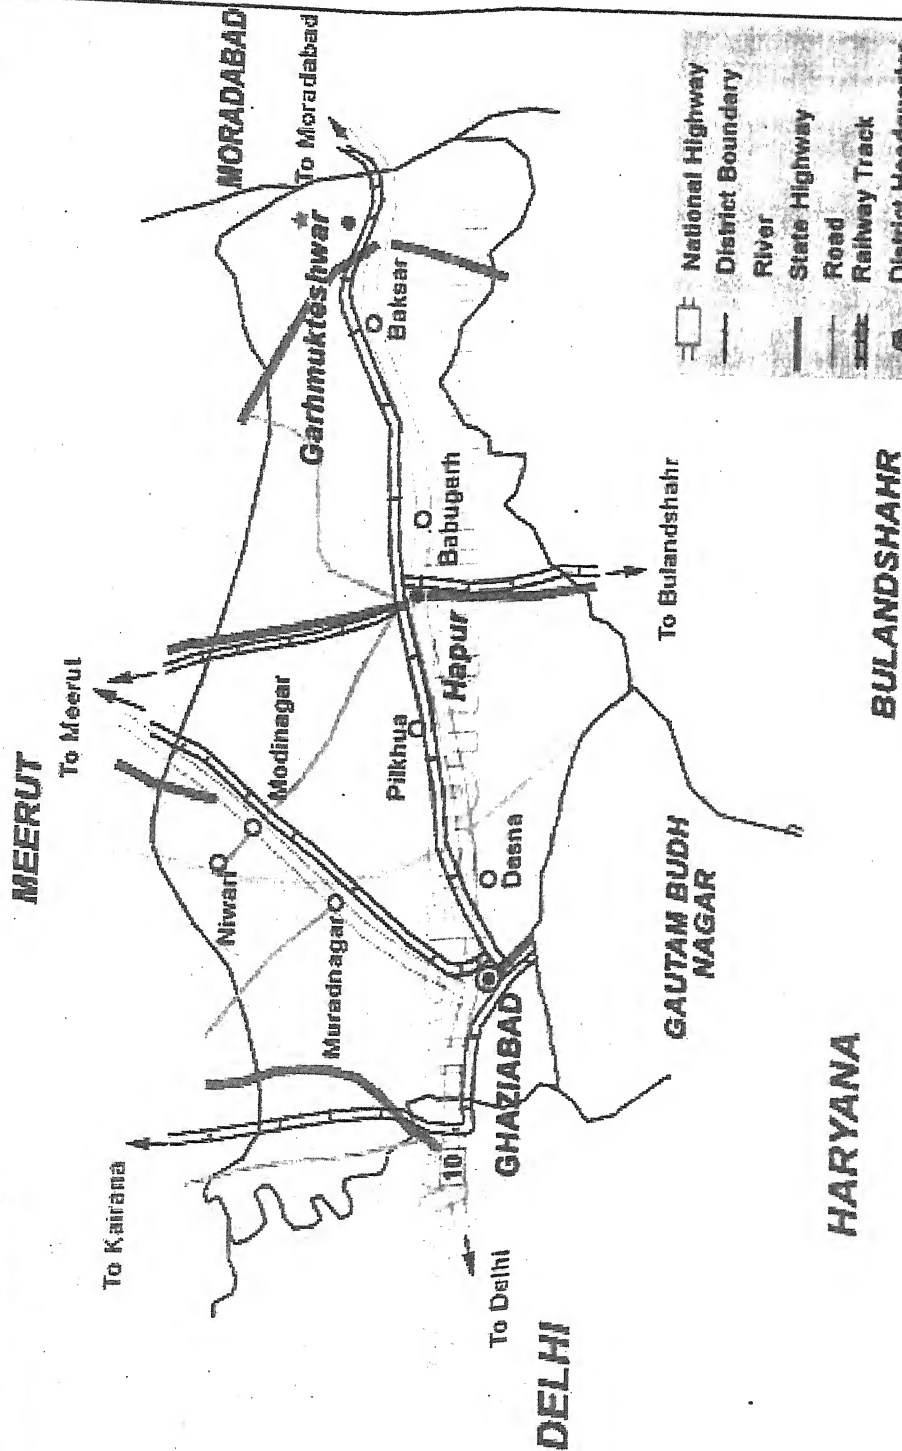 MEERUT
To Meerut
MORADABAD
To Moradabad
To Kairana
Niwari
Modinagar
Muradnagar
Garhmukteshwar
Baksar
Babugarh
Pilkhua
Hapur
Dasna
10
GHAZIABAD
To Delhi
DELHI
To Bulandshahr
GAUTAM BUDH
NAGAR
HARYANA
BULANDSHAHR
National Highway
District Boundary
River
State Highway
Road
Railway Track